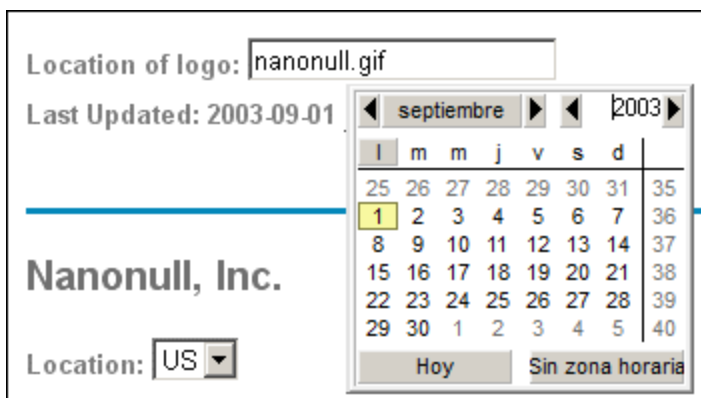 Location of logo: nanonull.gif
Last Updated: 2003-09-01
septiembre 2003
l m m j v s d
25 26 27 28 29 30 31 35
1 2 3 4 5 6 7 36
8 9 10 11 12 13 14 37
15 16 17 18 19 20 21 38
22 23 24 25 26 27 28 39
29 30 1 2 3 4 5 40
Hoy Sin zona horaria
Nanonull, Inc.
Location: US